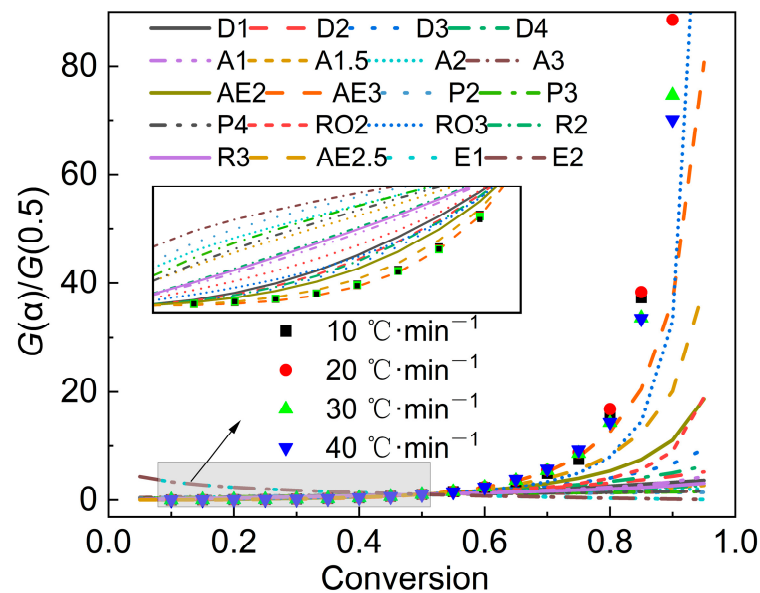 D1 D2 D3 D4
A1 A1.5 A2 A3
AE2 AE3 P2 P3
P4 RO2 RO3 R2
R3 AE2.5 E1 E2
80
60
40
20
0
G(α)/G(0.5)
10 ℃·min⁻¹
20 ℃·min⁻¹
30 ℃·min⁻¹
40 ℃·min⁻¹
0.0 0.2 0.4 0.6 0.8 1.0
Conversion